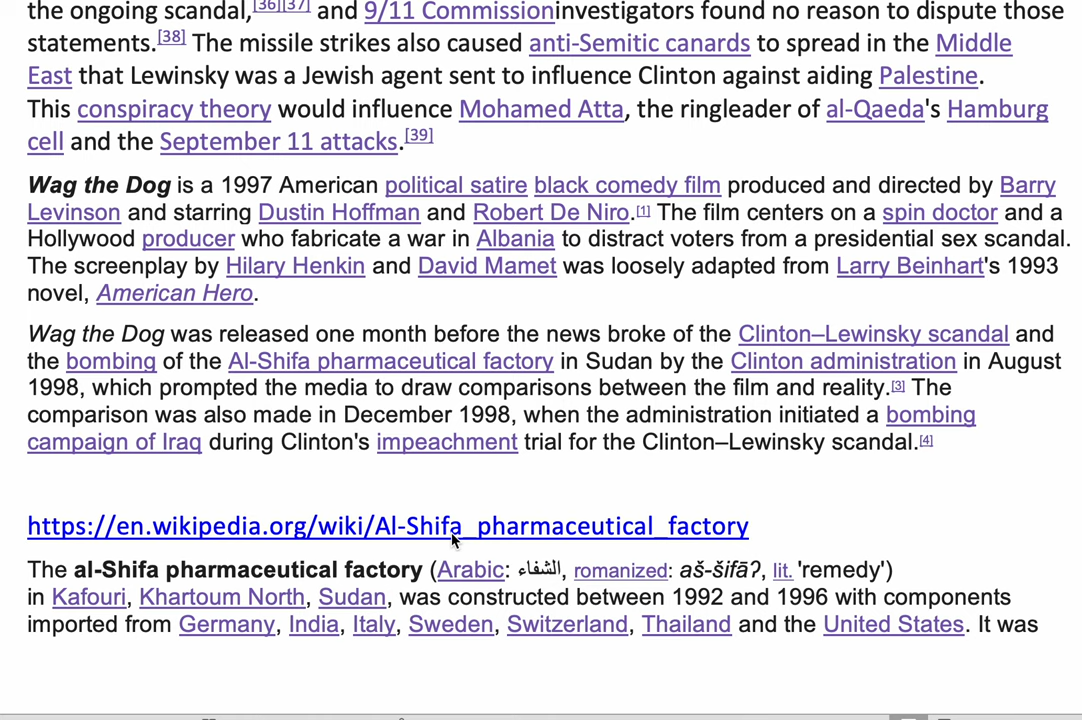 the ongoing scandal,[36][37] and 9/11 Commissioninvestigators found no reason to dispute those
statements.[38] The missile strikes also caused anti-Semitic canards to spread in the Middle
East that Lewinsky was a Jewish agent sent to influence Clinton against aiding Palestine.
This conspiracy theory would influence Mohamed Atta, the ringleader of al-Qaeda's Hamburg
cell and the September 11 attacks.[39]
Wag the Dog is a 1997 American political satire black comedy film produced and directed by Barry
Levinson and starring Dustin Hoffman and Robert De Niro.[1] The film centers on a spin doctor and a
Hollywood producer who fabricate a war in Albania to distract voters from a presidential sex scandal.
The screenplay by Hilary Henkin and David Mamet was loosely adapted from Larry Beinhart's 1993
novel, American Hero.
Wag the Dog was released one month before the news broke of the Clinton–Lewinsky scandal and
the bombing of the Al-Shifa pharmaceutical factory in Sudan by the Clinton administration in August
1998, which prompted the media to draw comparisons between the film and reality.[3] The
comparison was also made in December 1998, when the administration initiated a bombing
campaign of Iraq during Clinton's impeachment trial for the Clinton–Lewinsky scandal.[4]
https://en.wikipedia.org/wiki/Al-Shifa_pharmaceutical_factory
The al-Shifa pharmaceutical factory (Arabic: الشفاء, romanized: aš-šifāʔ, lit. 'remedy')
in Kafouri, Khartoum North, Sudan, was constructed between 1992 and 1996 with components
imported from Germany, India, Italy, Sweden, Switzerland, Thailand and the United States. It was